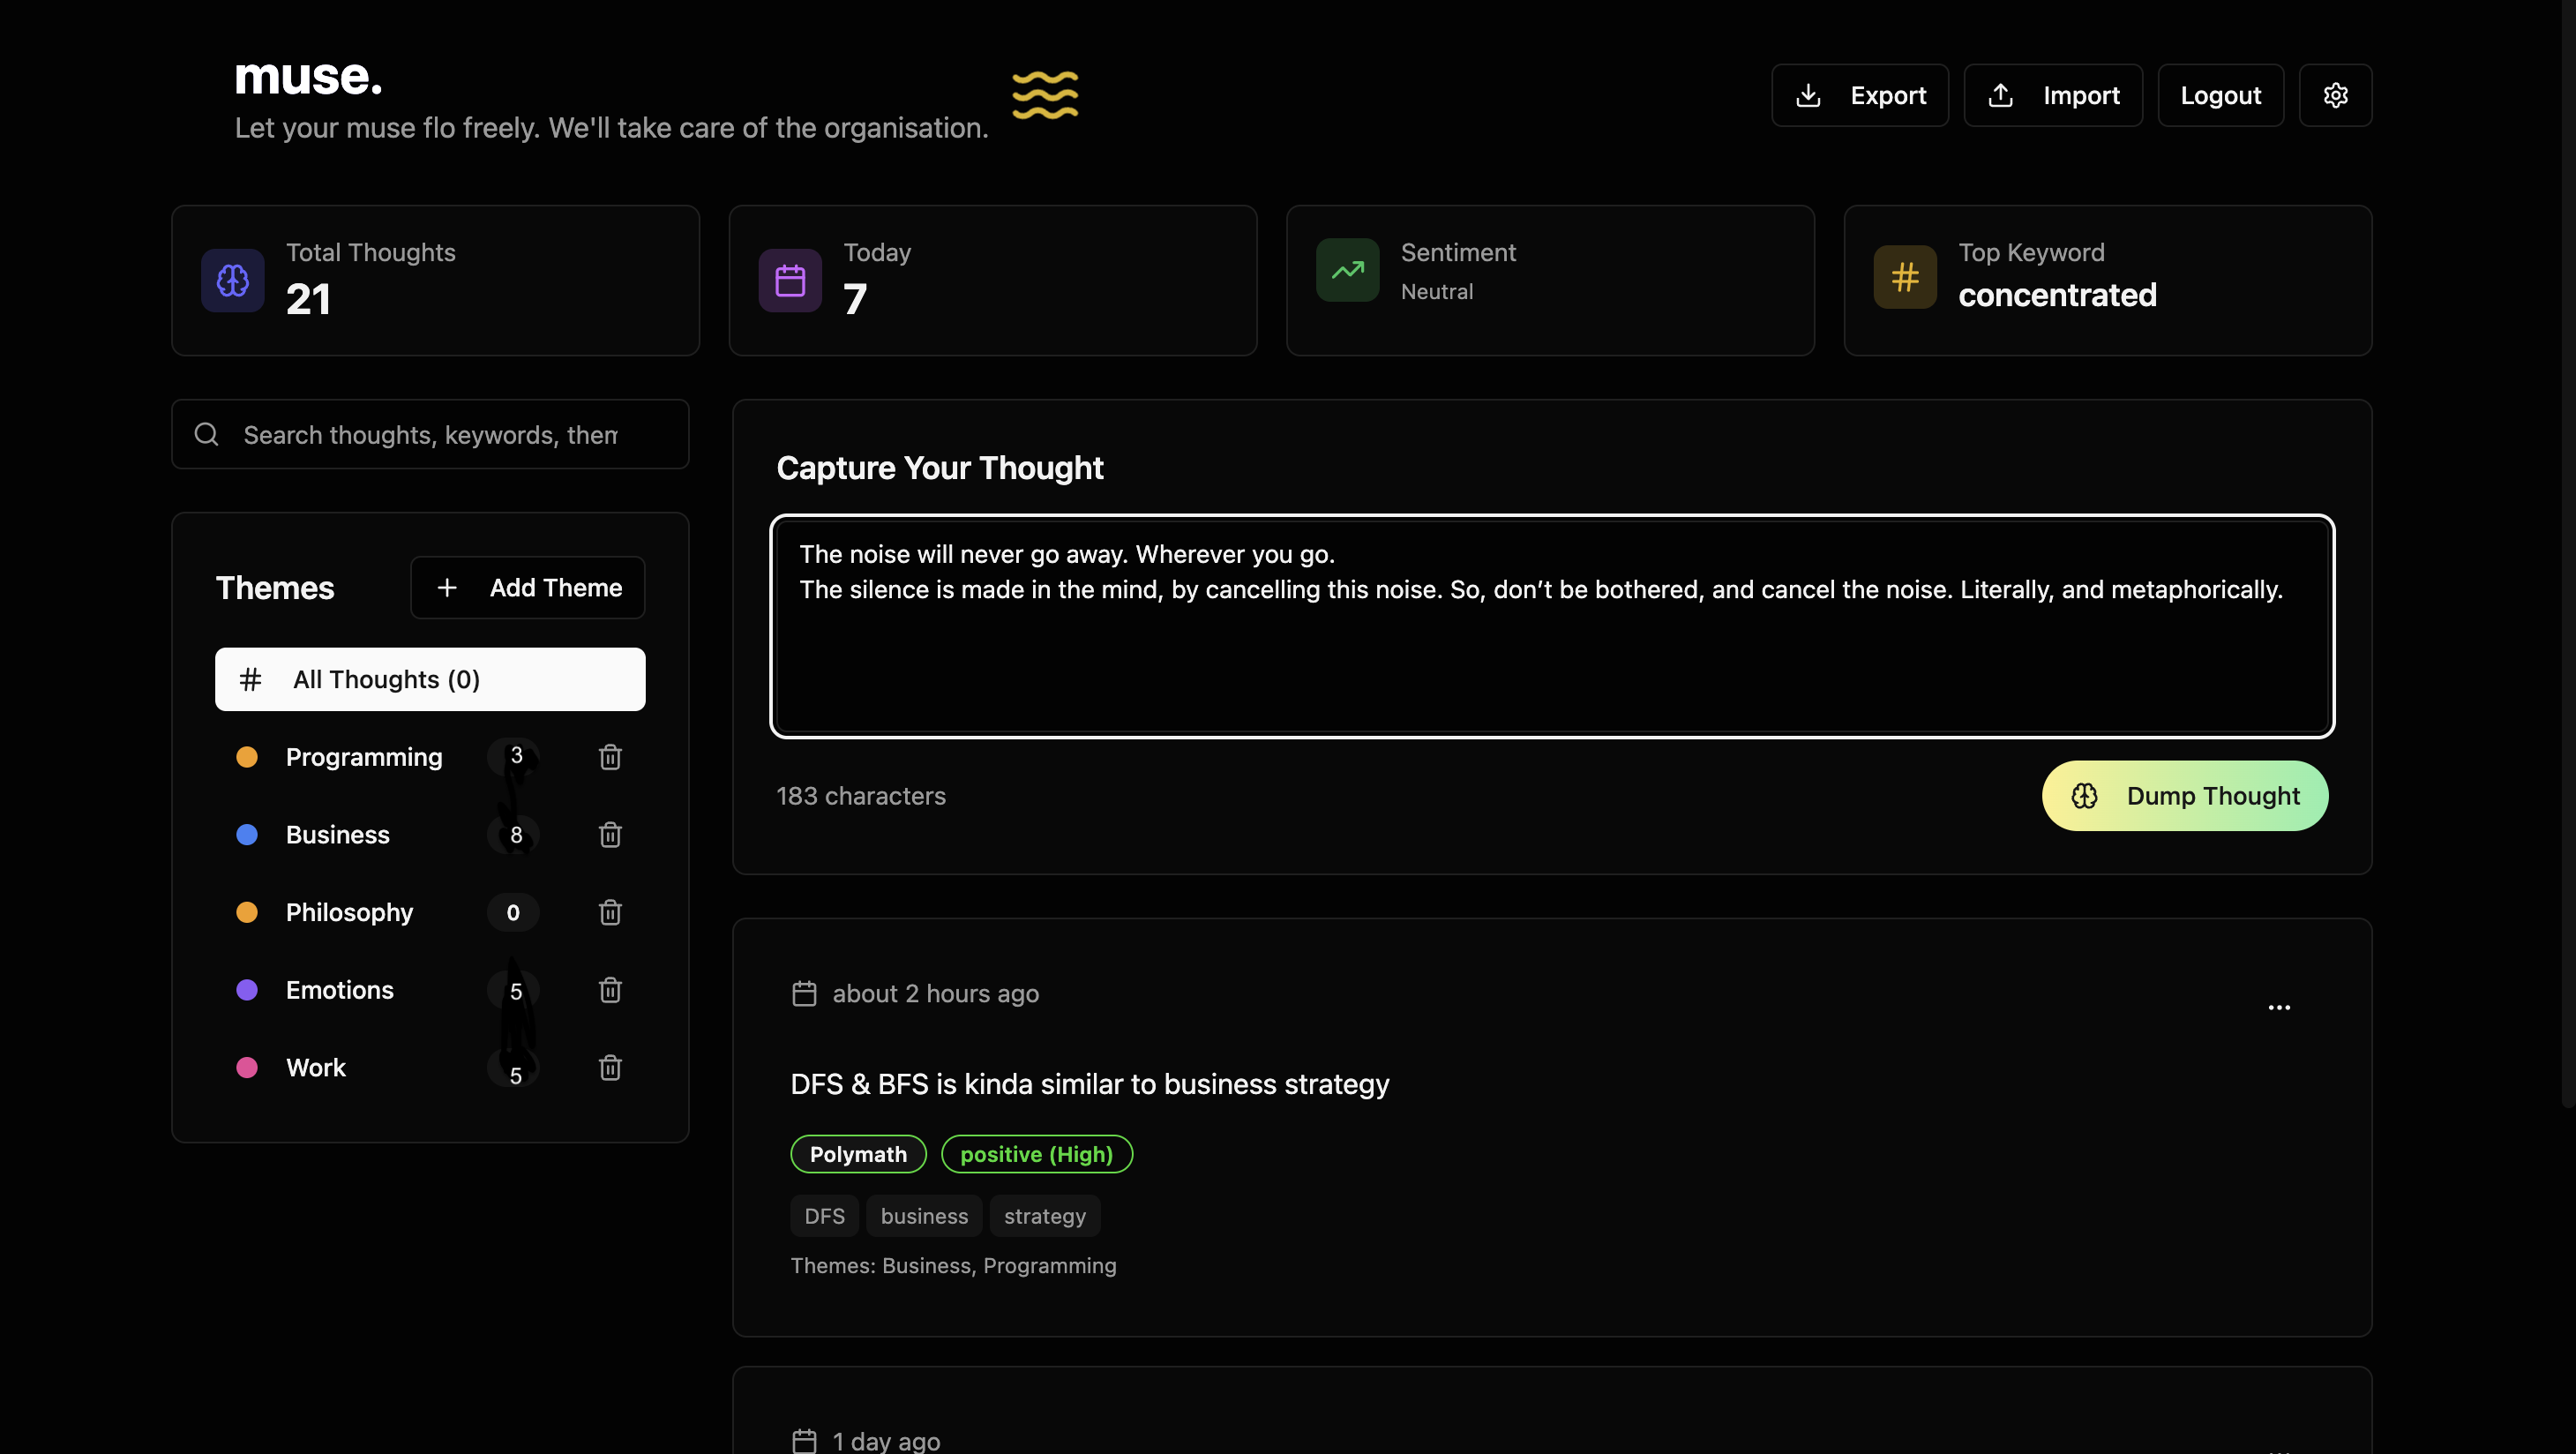 muse.
Let your muse flo freely. We'll take care of the organisation.
Export
Import
Logout
Total Thoughts
21
Today
7
Sentiment
Neutral
Top Keyword
concentrated
Search thoughts, keywords, them
Themes
Add Theme
All Thoughts (0)
Programming 3
Business 8
Philosophy 0
Emotions 5
Work 5
Capture Your Thought
The noise will never go away. Wherever you go.
The silence is made in the mind, by cancelling this noise. So, don’t be bothered, and cancel the noise. Literally, and metaphorically.
183 characters
Dump Thought
about 2 hours ago
DFS & BFS is kinda similar to business strategy
Polymath positive (High)
DFS business strategy
Themes: Business, Programming
1 day ago